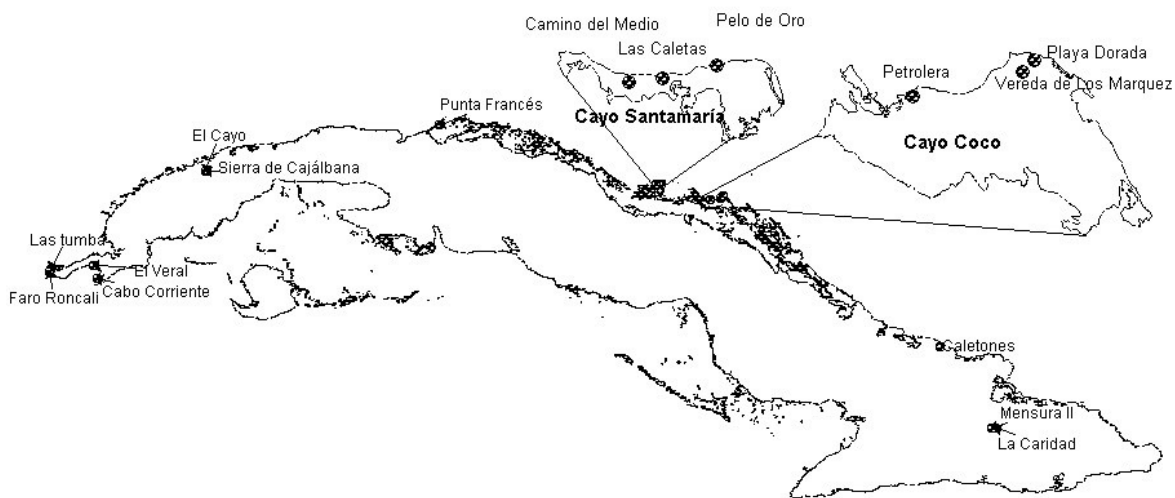 Pelo de Oro
Camino del Medio
Las Caletas
Playa Dorada
Petrolera
Vereda de Los Marquez
Punta Francés
Cayo Santamaría
El Cayo
Cayo Coco
Sierra de Cajálbana
Las tumba
El Veral
Cabo Corriente
Faro Roncali
Caletones
Mensura II
La Caridad